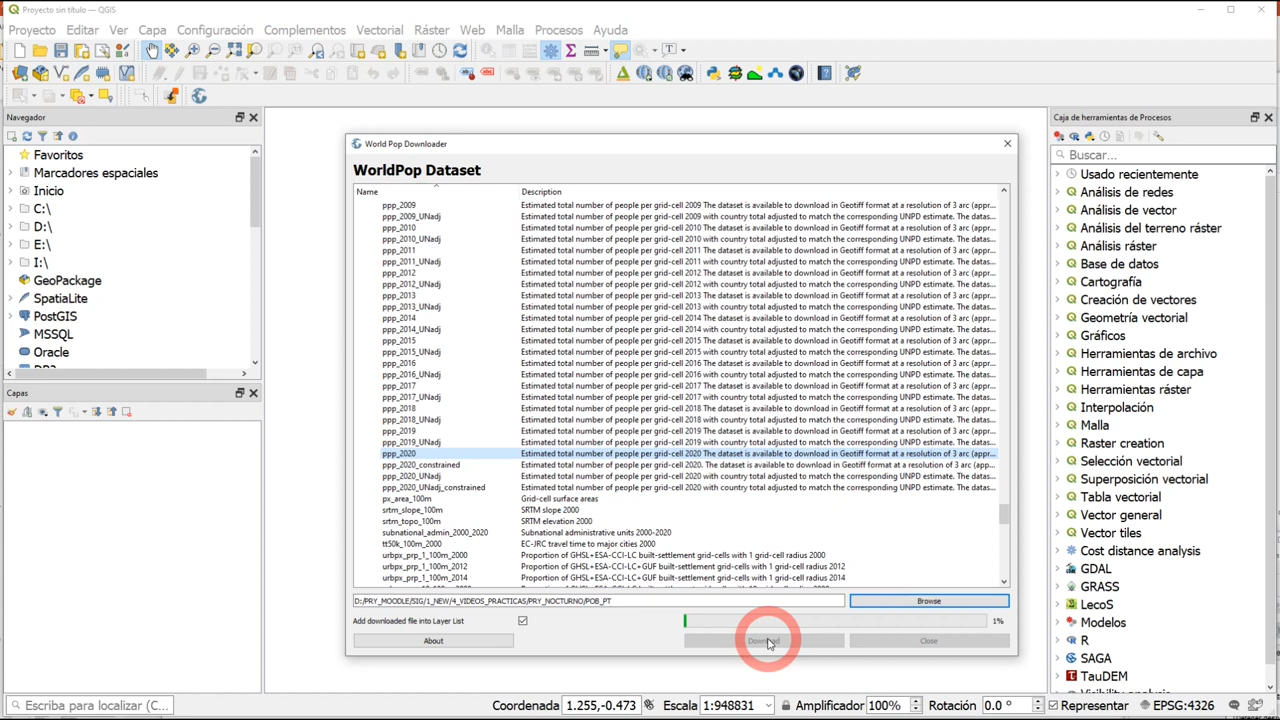 Proyecto sin título — QGIS
Proyecto Editar Ver Capa Configuración Complementos Vectorial Ráster Web Malla Procesos Ayuda
Navegador
Favoritos
Marcadores espaciales
Inicio
C:\
D:\
E:\
I:\
GeoPackage
SpatiaLite
PostGIS
MSSQL
Oracle
Capas
World Pop Downloader
WorldPop Dataset
Name Description
ppp_2009 Estimated total number of people per grid-cell 2009 The dataset is available to download in Geotiff format at a resolution of 3 arc (appr...
ppp_2009_UNadj Estimated total number of people per grid-cell 2009 with country total adjusted to match the corresponding UNPD estimate. The datas...
ppp_2010 Estimated total number of people per grid-cell 2010 The dataset is available to download in Geotiff format at a resolution of 3 arc (appr...
ppp_2010_UNadj Estimated total number of people per grid-cell 2010 with country total adjusted to match the corresponding UNPD estimate. The datas...
ppp_2011 Estimated total number of people per grid-cell 2011 The dataset is available to download in Geotiff format at a resolution of 3 arc (appr...
ppp_2011_UNadj Estimated total number of people per grid-cell 2011 with country total adjusted to match the corresponding UNPD estimate. The datas...
ppp_2012 Estimated total number of people per grid-cell 2012 The dataset is available to download in Geotiff format at a resolution of 3 arc (appr...
ppp_2012_UNadj Estimated total number of people per grid-cell 2012 with country total adjusted to match the corresponding UNPD estimate. The datas...
ppp_2013 Estimated total number of people per grid-cell 2013 The dataset is available to download in Geotiff format at a resolution of 3 arc (appr...
ppp_2013_UNadj Estimated total number of people per grid-cell 2013 with country total adjusted to match the corresponding UNPD estimate. The datas...
ppp_2014 Estimated total number of people per grid-cell 2014 The dataset is available to download in Geotiff format at a resolution of 3 arc (appr...
ppp_2014_UNadj Estimated total number of people per grid-cell 2014 with country total adjusted to match the corresponding UNPD estimate. The datas...
ppp_2015 Estimated total number of people per grid-cell 2015 The dataset is available to download in Geotiff format at a resolution of 3 arc (appr...
ppp_2015_UNadj Estimated total number of people per grid-cell 2015 with country total adjusted to match the corresponding UNPD estimate. The datas...
ppp_2016 Estimated total number of people per grid-cell 2016 The dataset is available to download in Geotiff format at a resolution of 3 arc (appr...
ppp_2016_UNadj Estimated total number of people per grid-cell 2016 with country total adjusted to match the corresponding UNPD estimate. The datas...
ppp_2017 Estimated total number of people per grid-cell 2017 The dataset is available to download in Geotiff format at a resolution of 3 arc (appr...
ppp_2017_UNadj Estimated total number of people per grid-cell 2017 with country total adjusted to match the corresponding UNPD estimate. The datas...
ppp_2018 Estimated total number of people per grid-cell 2018 The dataset is available to download in Geotiff format at a resolution of 3 arc (appr...
ppp_2018_UNadj Estimated total number of people per grid-cell 2018 with country total adjusted to match the corresponding UNPD estimate. The datas...
ppp_2019 Estimated total number of people per grid-cell 2019 The dataset is available to download in Geotiff format at a resolution of 3 arc (appr...
ppp_2019_UNadj Estimated total number of people per grid-cell 2019 with country total adjusted to match the corresponding UNPD estimate. The datas...
ppp_2020 Estimated total number of people per grid-cell 2020 The dataset is available to download in Geotiff format at a resolution of 3 arc (appr...
ppp_2020_constrained Estimated total number of people per grid-cell 2020. The dataset is available to download in Geotiff format at a resolution of 3 arc (appr...
ppp_2020_UNadj Estimated total number of people per grid-cell 2020 with country total adjusted to match the corresponding UNPD estimate. The datas...
ppp_2020_UNadj_constrained Estimated total number of people per grid-cell 2020 with country total adjusted to match the corresponding UNPD estimate. The datas...
px_area_100m Grid-cell surface areas
srtm_slope_100m SRTM slope 2000
srtm_topo_100m SRTM elevation 2000
subnational_admin_2000_2020 Subnational administrative units 2000-2020
tt50k_100m_2000 EC-JRC travel time to major cities 2000
urbpx_prp_1_100m_2000 Proportion of GHSL+ESA-CCI-LC built-settlement grid-cells with 1 grid-cell radius 2000
urbpx_prp_1_100m_2012 Proportion of GHSL+ESA-CCI-LC+GUF built-settlement grid-cells with 1 grid-cell radius 2012
urbpx_prp_1_100m_2014 Proportion of GHSL+ESA-CCI-LC built-settlement grid-cells with 1 grid-cell radius 2014
D:/PRY_MOODLE/SIG/1_NEW/4_VIDEOS_PRACTICAS/PRY_NOCTURNO/POB_PT Browse
Add downloaded file into Layer List 1%
About Download Close
Caja de herramientas de Procesos
Buscar...
Usado recientemente
Análisis de redes
Análisis de vector
Análisis del terreno ráster
Análisis ráster
Base de datos
Cartografía
Creación de vectores
Geometría vectorial
Gráficos
Herramientas de archivo
Herramientas de capa
Herramientas ráster
Interpolación
Malla
Raster creation
Selección vectorial
Superposición vectorial
Tabla vectorial
Vector general
Vector tiles
Cost distance analysis
GDAL
GRASS
LecoS
Modelos
R
SAGA
TauDEM
Escriba para localizar (C... Coordenada 1.255,-0.473 Escala 1:948831 Amplificador 100% Rotación 0.0 ° Representar EPSG:4326